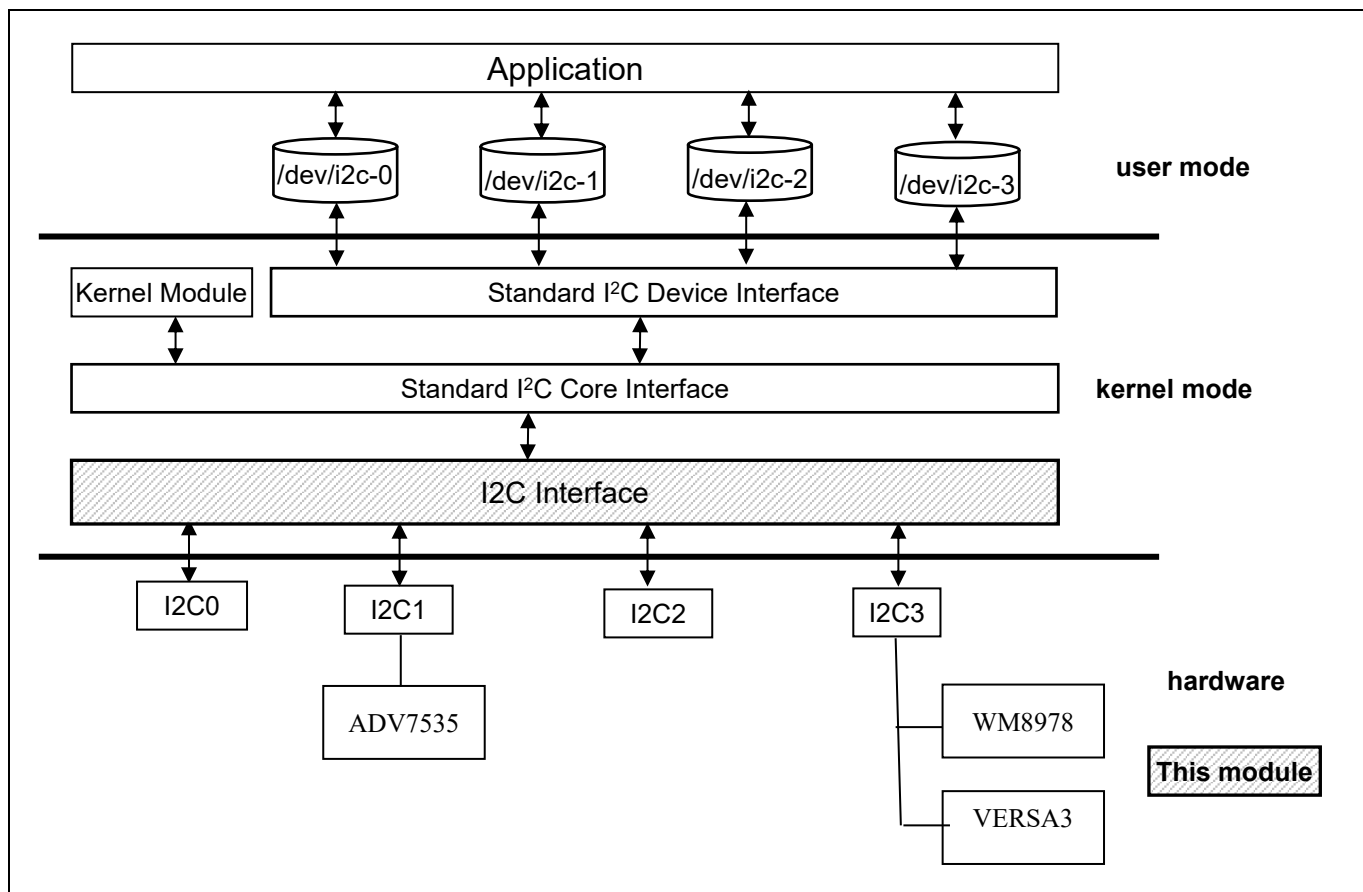 Application
/dev/i2c-0
/dev/i2c-1
/dev/i2c-2
/dev/i2c-3
user mode
Kernel Module
Standard I²C Device Interface
Standard I²C Core Interface
kernel mode
I2C Interface
I2C0
I2C1
I2C2
I2C3
hardware
ADV7535
WM8978
This module
VERSA3